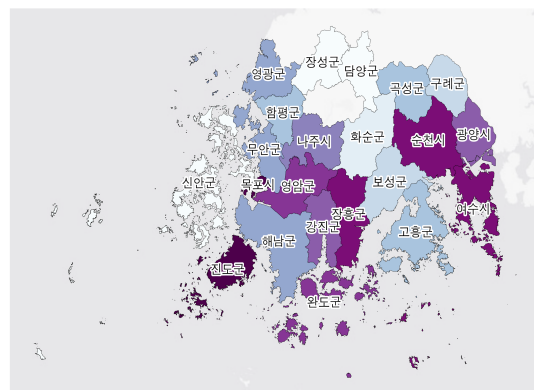 장성군
담양군
영광군
곡성군
구례군
함평군
나주시
화순군
순천시
광양시
무안군
신안군
목포시
영암군
보성군
여수시
장흥군
강진군
고흥군
해남군
진도군
완도군